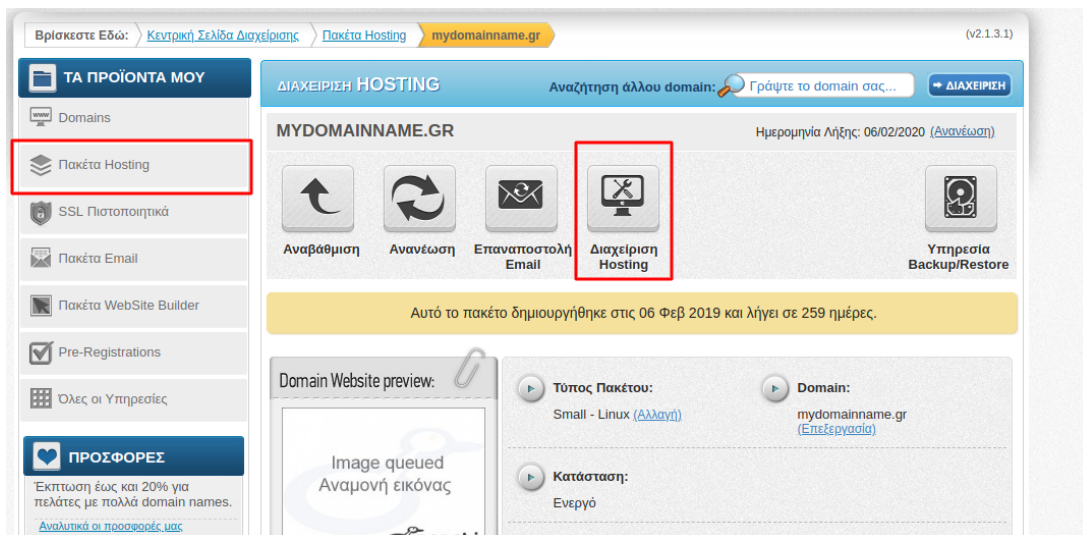 Βρίσκεστε Εδώ: Κεντρική Σελίδα Διαχείρισης Πακέτα Hosting mydomainname.gr (v2.1.3.1)
ΤΑ ΠΡΟΪΟΝΤΑ ΜΟΥ
Domains
Πακέτα Hosting
SSL Πιστοποιητικά
Πακέτα Email
Πακέτα WebSite Builder
Pre-Registrations
Όλες οι Υπηρεσίες
ΠΡΟΣΦΟΡΕΣ
Έκπτωση έως και 20% για
πελάτες με πολλά domain names.
Αναλυτικά οι προσφορές μας
ΔΙΑΧΕΙΡΙΣΗ HOSTING Αναζήτηση άλλου domain: Γράψτε το domain σας... ΔΙΑΧΕΙΡΙΣΗ
MYDOMAINNAME.GR Ημερομηνία Λήξης: 06/02/2020 (Ανανέωση)
Αναβάθμιση
Ανανέωση
Επαναποστολή
Email
Διαχείριση
Hosting
Υπηρεσία
Backup/Restore
Αυτό το πακέτο δημιουργήθηκε στις 06 Φεβ 2019 και λήγει σε 259 ημέρες.
Domain Website preview:
Image queued
Αναμονή εικόνας
Τύπος Πακέτου:
Small - Linux (Αλλαγή)
Domain:
mydomainname.gr
(Επεξεργασία)
Κατάσταση:
Ενεργό